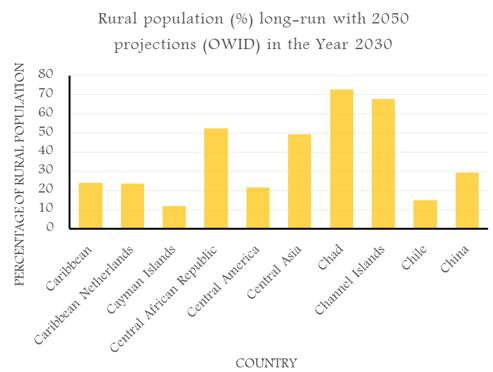 Rural population (%) long-run with 2050
projections (OWID) in the Year 2030
PERCENTAGE OF RURAL POPULATION
80
70
60
50
40
30
20
10
0
Caribbean
Caribbean Netherlands
Cayman Islands
Central African Republic
Central America
Central Asia
Chad
Channel Islands
Chile
China
COUNTRY